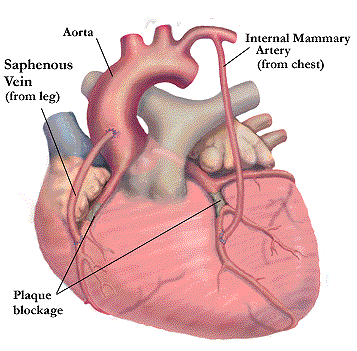 Aorta
Internal Mammary
Artery
(from chest)
Saphenous
Vein
(from leg)
Plaque
blockage